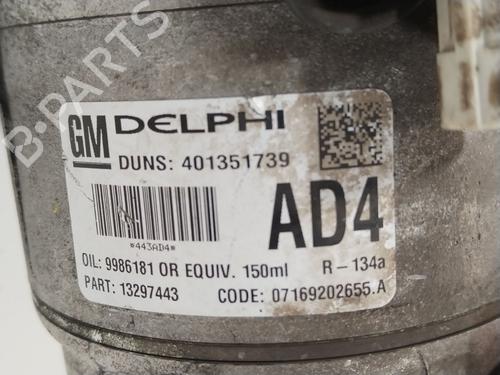 B-PARTS
GM DELPHI
DUNS: 401351739
AD4
*443AD4*
OIL: 9986181 OR EQUIV. 150ml R-134a
PART: 13297443 CODE: 07169202655.A